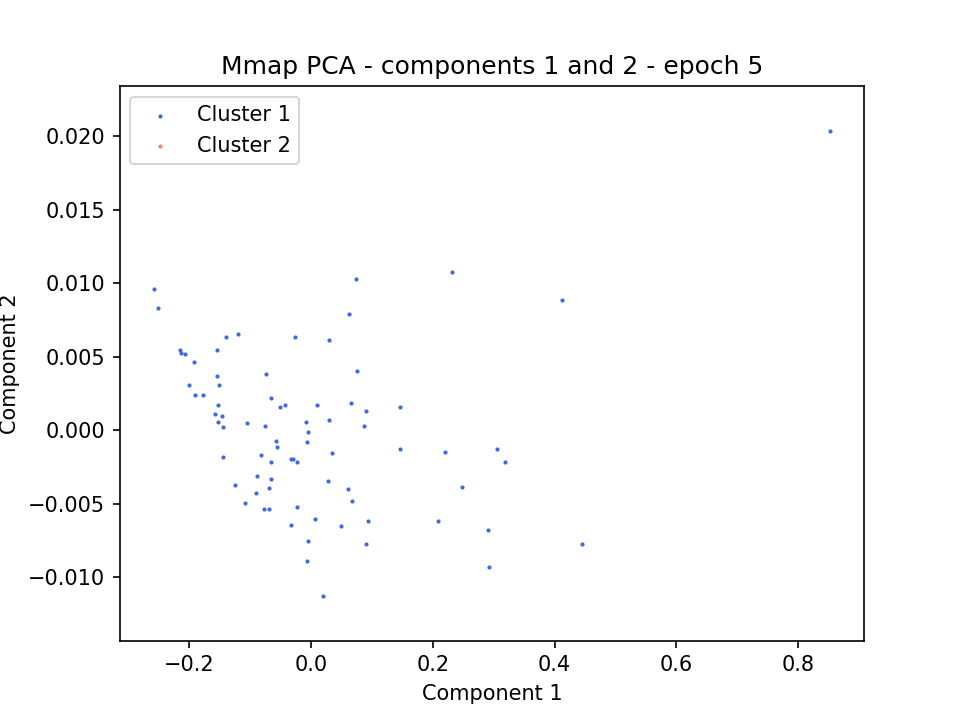 Mmap PCA - components 1 and 2 - epoch 5
Cluster 1
Cluster 2
0.020
0.015
0.010
0.005
0.000
−0.005
−0.010
Component 2
−0.2 0.0 0.2 0.4 0.6 0.8
Component 1